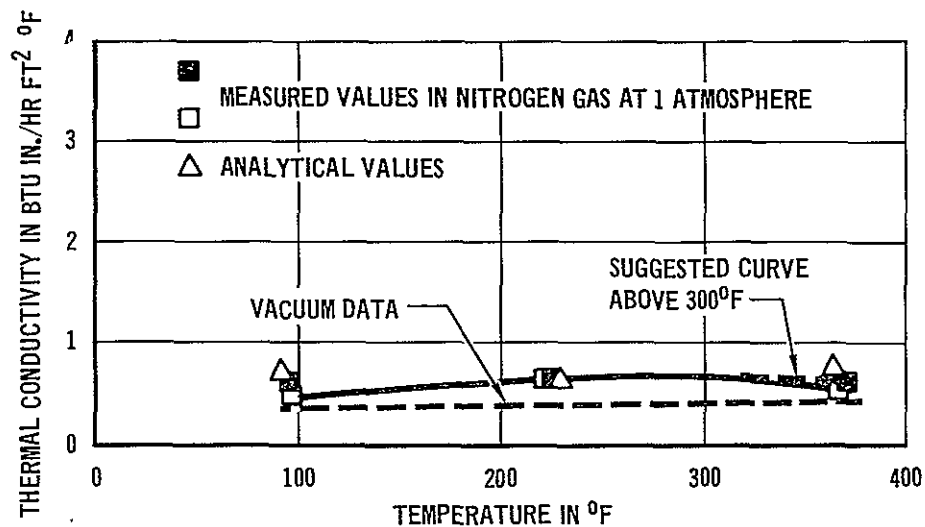 THERMAL CONDUCTIVITY IN BTU IN./HR FT² °F
4
3
2
1
0
MEASURED VALUES IN NITROGEN GAS AT 1 ATMOSPHERE
ANALYTICAL VALUES
SUGGESTED CURVE
ABOVE 300°F
VACUUM DATA
0 100 200 300 400
TEMPERATURE IN °F